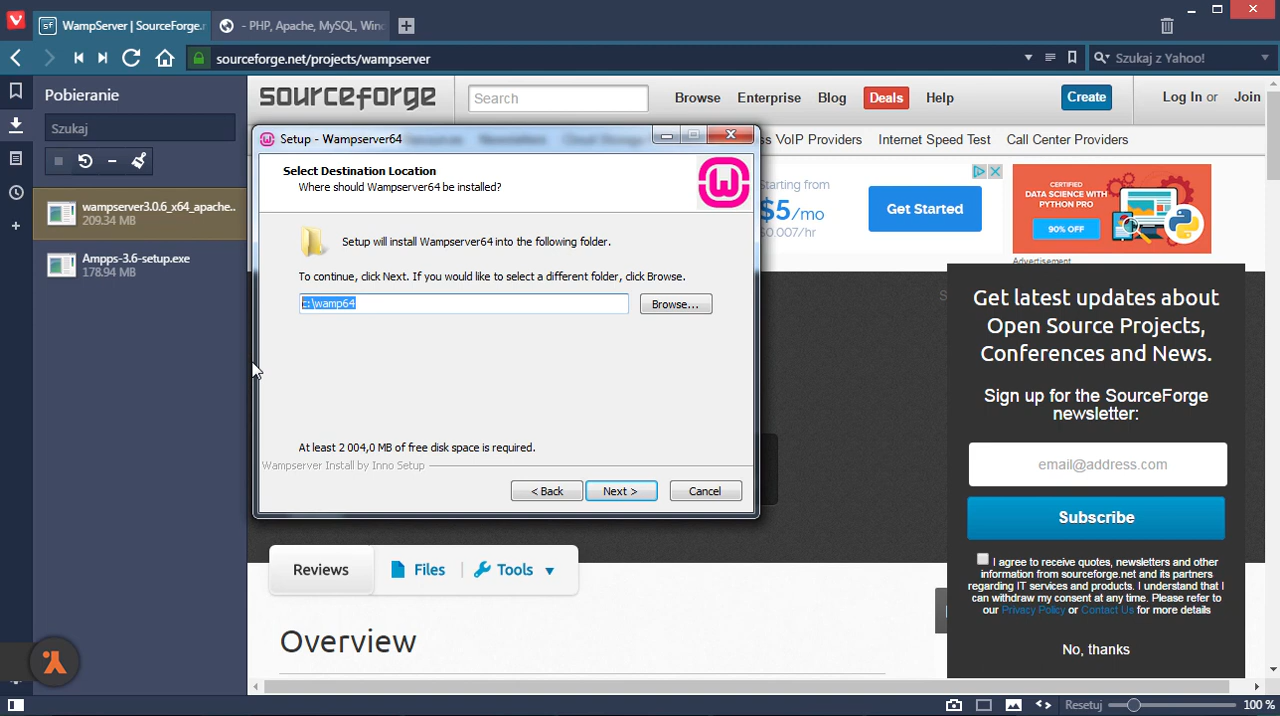 WampServer | SourceForge.r
- PHP, Apache, MySQL, Winc
sourceforge.net/projects/wampserver
Szukaj z Yahoo!
Pobieranie
Szukaj
wampserver3.0.6_x64_apache..
209.34 MB
Ampps-3.6-setup.exe
178.94 MB
sourceforge
Search
Browse
Enterprise
Blog
Deals
Help
Create
Log In or
Join
s VoIP Providers
Internet Speed Test
Call Center Providers
Starting from
$5/mo
$0.007/hr
Get Started
CERTIFIED
DATA SCIENCE WITH
PYTHON PRO
90% OFF
Advertisement
Setup - Wampserver64
Select Destination Location
Where should Wampserver64 be installed?
Setup will install Wampserver64 into the following folder.
To continue, click Next. If you would like to select a different folder, click Browse.
c:\wamp64
Browse...
At least 2 004,0 MB of free disk space is required.
Wampserver Install by Inno Setup
< Back
Next >
Cancel
Get latest updates about
Open Source Projects,
Conferences and News.
Sign up for the SourceForge
newsletter:
email@address.com
Subscribe
I agree to receive quotes, newsletters and other
information from sourceforge.net and its partners
regarding IT services and products. I understand that I
can withdraw my consent at any time. Please refer to
our Privacy Policy or Contact Us for more details
No, thanks
Reviews
Files
Tools
Overview
Resetuj
100 %